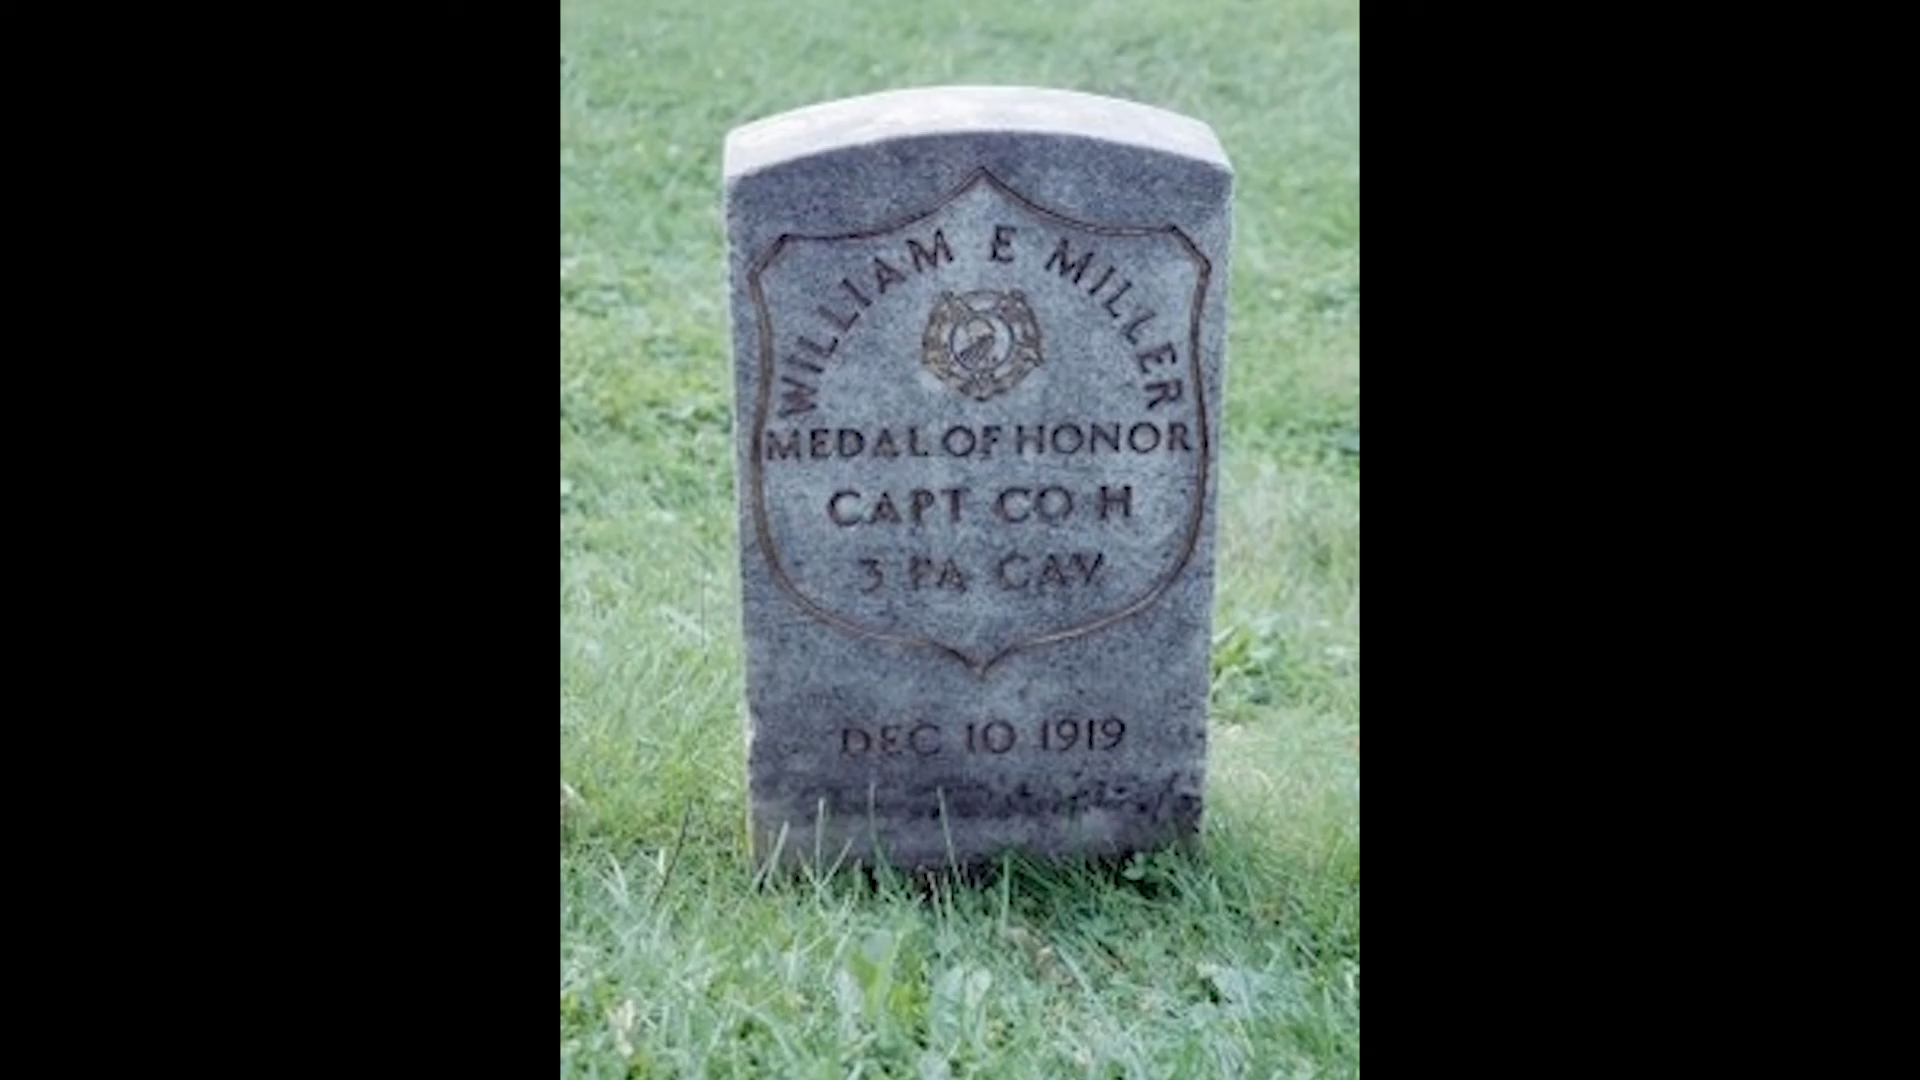 WILLIAM E MILLER
MEDAL OF HONOR
CAPT CO H
3 PA CAV
DEC 10 1919